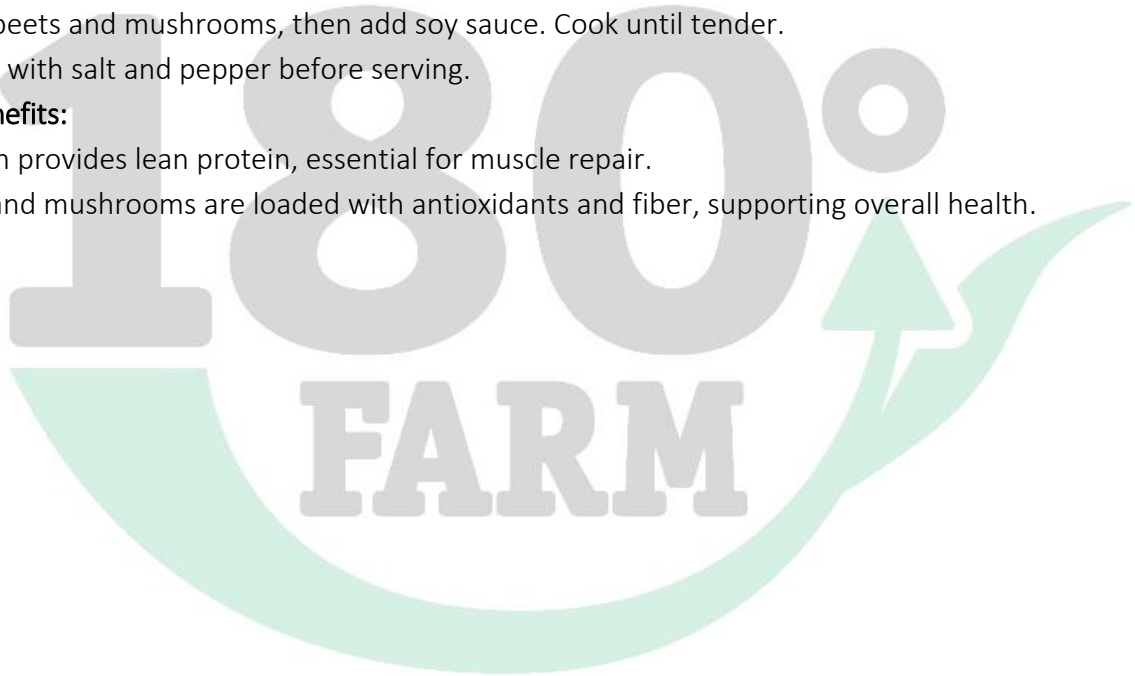 beets and mushrooms, then add soy sauce. Cook until tender.
with salt and pepper before serving.
nefits:
n provides lean protein, essential for muscle repair.
and mushrooms are loaded with antioxidants and fiber, supporting overall health.
180°
FARM